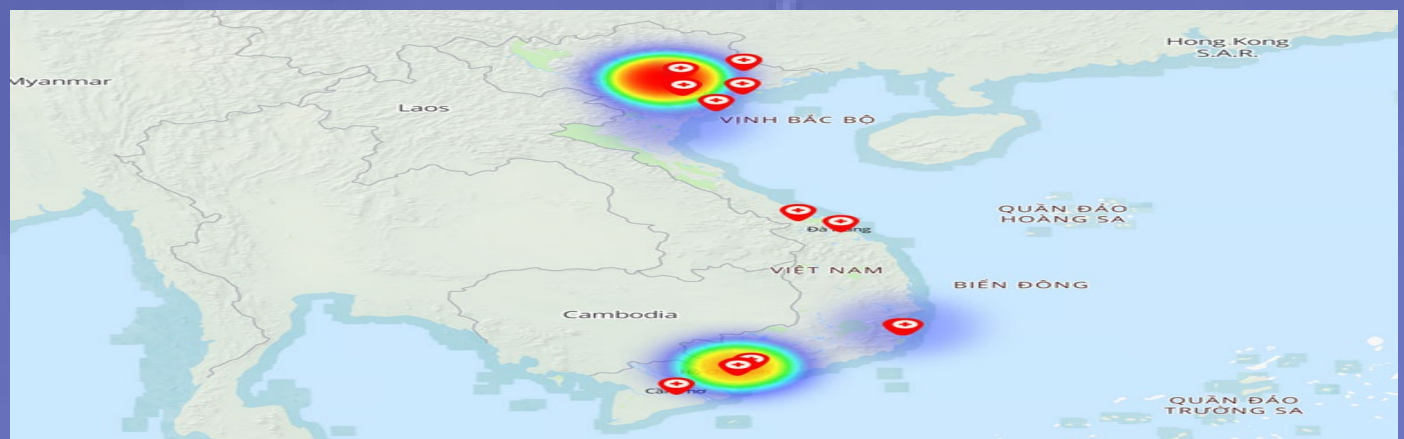 Hong Kong
S.A.R.
Myanmar
Laos
VỊNH BẮC BỘ
QUẦN ĐẢO
HOÀNG SA
VIỆT NAM
BIỂN ĐÔNG
Cambodia
QUẦN ĐẢO
TRƯỜNG SA